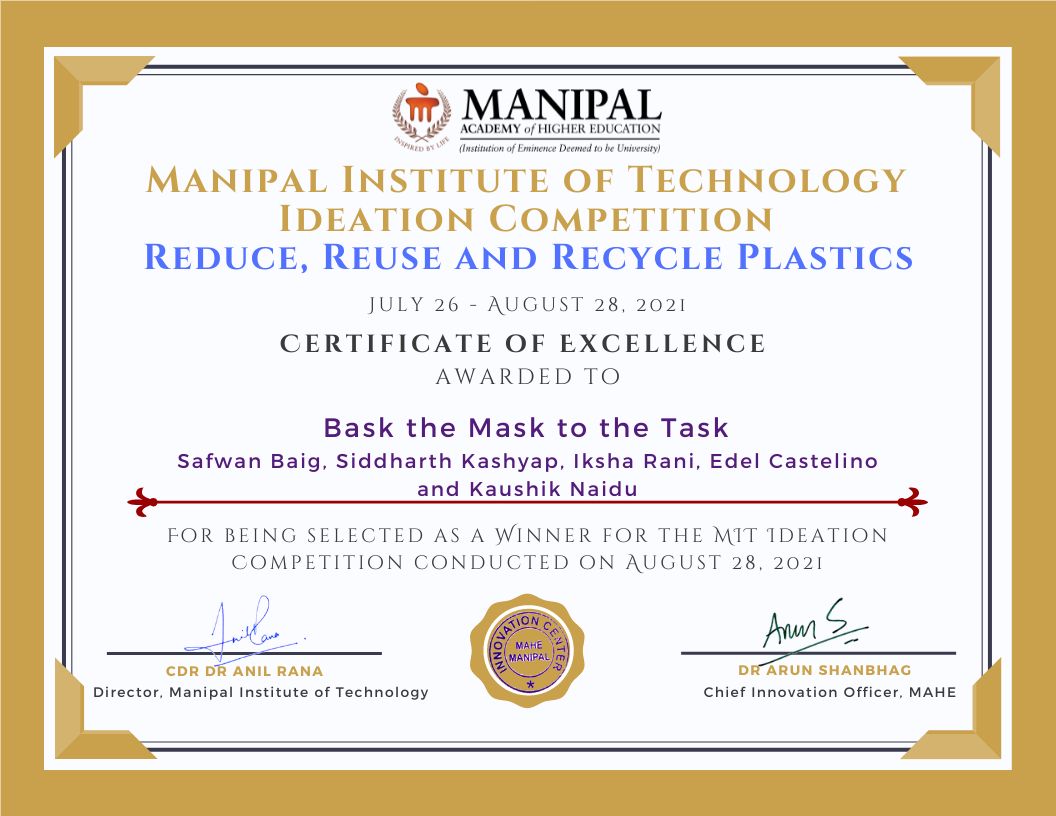 MANIPAL
ACADEMY of HIGHER EDUCATION
(Institution of Eminence Deemed to be University)
INSPIRED BY LIFE
Manipal Institute of Technology
Ideation Competition
Reduce, Reuse and Recycle Plastics
July 26 - August 28, 2021
Certificate of Excellence
awarded to
Bask the Mask to the Task
Safwan Baig, Siddharth Kashyap, Iksha Rani, Edel Castelino
and Kaushik Naidu
For being selected as a Winner for the MIT Ideation
Competition conducted on August 28, 2021
Anil Rana
Arun S
INNOVATION CENTER
MAHE
MANIPAL
*
CDR DR ANIL RANA
Director, Manipal Institute of Technology
DR ARUN SHANBHAG
Chief Innovation Officer, MAHE